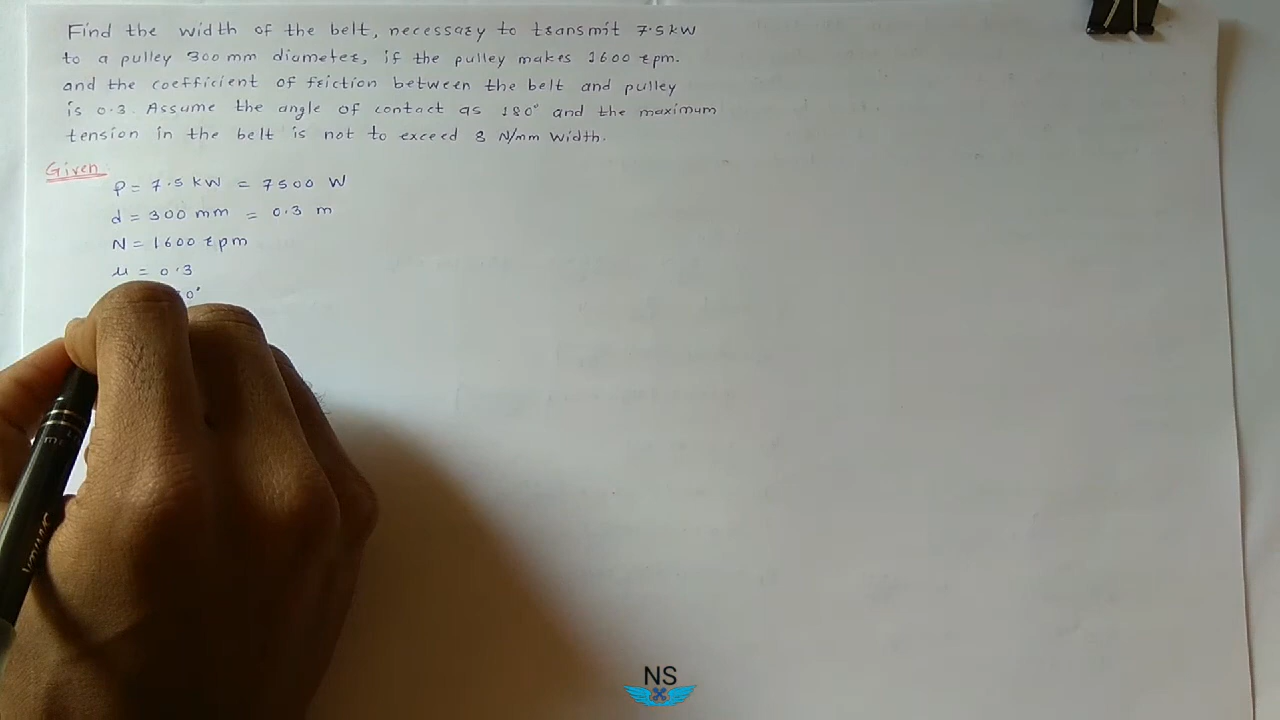 Find the width of the belt, necessary to transmit 7.5 kW
to a pulley 300 mm diameter, if the pulley makes 1600 rpm.
and the coefficient of friction between the belt and pulley
is 0.3. Assume the angle of contact as 180° and the maximum
tension in the belt is not to exceed 8 N/mm width.
Given
P = 7.5 kW = 7500 W
d = 300 mm = 0.3 m
N = 1600 rpm
μ = 0.3
0°
NS